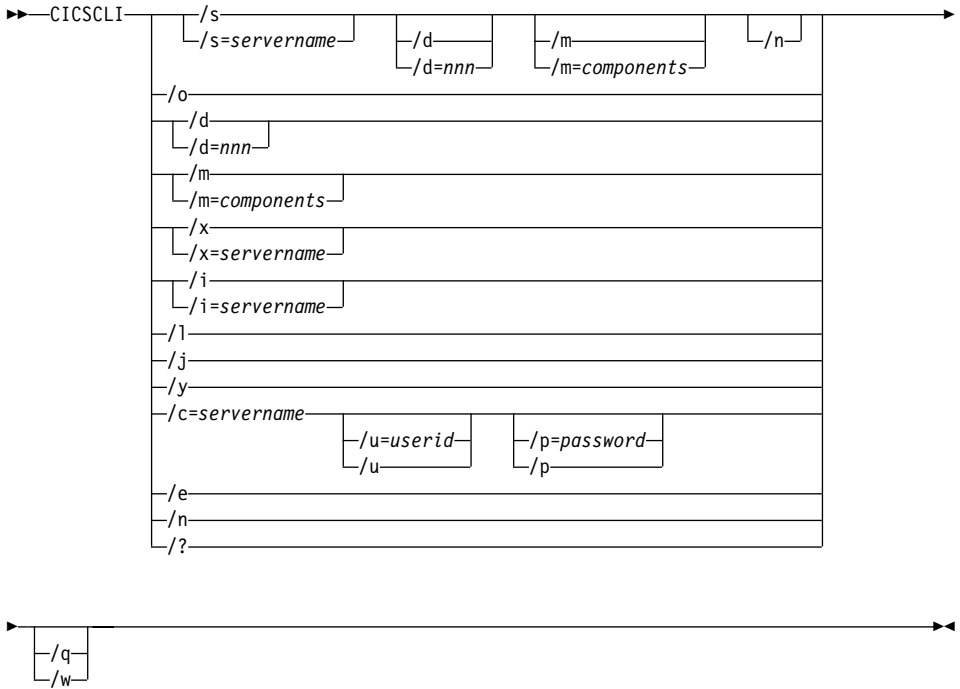 CICSCLI /s
/s=servername /d /m /n
/d=nnn /m=components
/o
/d
/d=nnn
/m
/m=components
/x
/x=servername
/i
/i=servername
/l
/j
/y
/c=servername
/u=userid /p=password
/u /p
/e
/n
/?
/q
/w